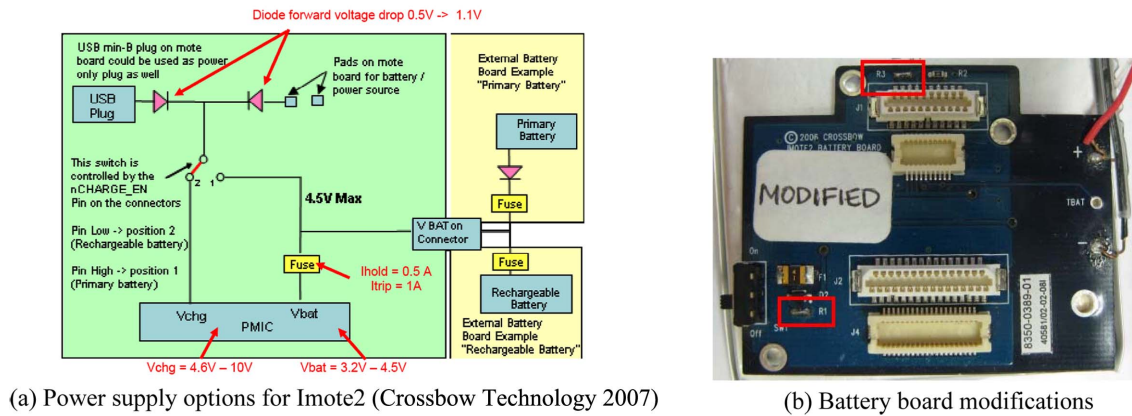 Diode forward voltage drop 0.5V -> 1.1V
USB min-B plug on mote
board could be used as power
only plug as well
Pads on mote
board for battery /
power source
USB
Plug
This switch is
controlled by the
nCHARGE_EN
Pin on the connectors
2
1
Pin Low -> position 2
(Rechargeable battery)
Pin High -> position 1
(Primary battery)
4.5V Max
Fuse
Ihold = 0.5 A
Itrip = 1A
Vchg
Vbat
PMIC
Vchg = 4.6V – 10V
Vbat = 3.2V – 4.5V
External Battery
Board Example
"Primary Battery"
Primary
Battery
Fuse
V BAT on
Connector
Fuse
Rechargeable
Battery
External Battery
Board Example
"Rechargeable Battery"
(a) Power supply options for Imote2 (Crossbow Technology 2007)
R3
R2
J1
© 2006 CROSSBOW
IMOTE2 BATTERY BOARD
MODIFIED
+
TBAT
-
On
F1
J2
D2
R1
SW1
Off
J4
8350-0389-01
40581/02-08I
(b) Battery board modifications